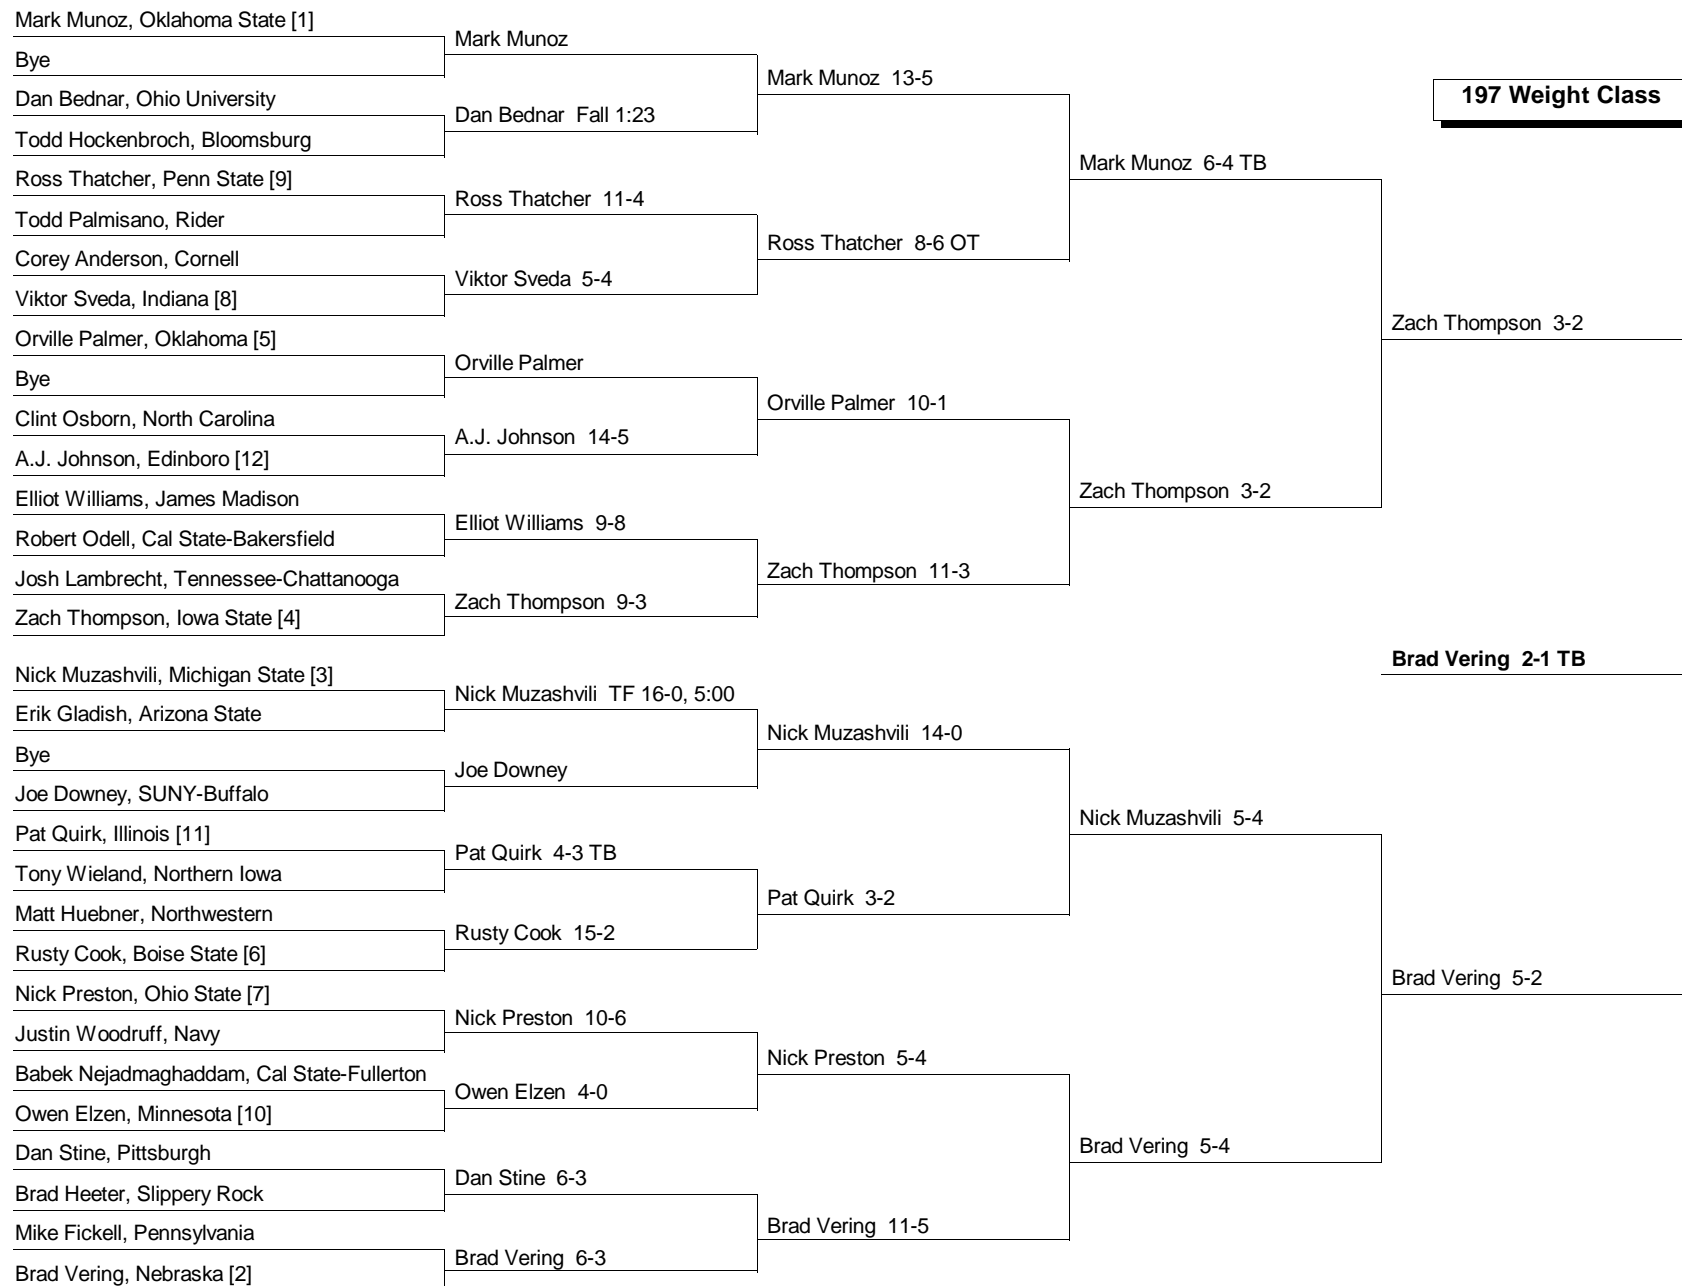 Mark Munoz, Oklahoma State [1]
Bye
Dan Bednar, Ohio University
Todd Hockenbroch, Bloomsburg
Ross Thatcher, Penn State [9]
Todd Palmisano, Rider
Corey Anderson, Cornell
Viktor Sveda, Indiana [8]
Orville Palmer, Oklahoma [5]
Bye
Clint Osborn, North Carolina
A.J. Johnson, Edinboro [12]
Elliot Williams, James Madison
Robert Odell, Cal State-Bakersfield
Josh Lambrecht, Tennessee-Chattanooga
Zach Thompson, Iowa State [4]
Nick Muzashvili, Michigan State [3]
Erik Gladish, Arizona State
Bye
Joe Downey, SUNY-Buffalo
Pat Quirk, Illinois [11]
Tony Wieland, Northern Iowa
Matt Huebner, Northwestern
Rusty Cook, Boise State [6]
Nick Preston, Ohio State [7]
Justin Woodruff, Navy
Babek Nejadmaghaddam, Cal State-Fullerton
Owen Elzen, Minnesota [10]
Dan Stine, Pittsburgh
Brad Heeter, Slippery Rock
Mike Fickell, Pennsylvania
Brad Vering, Nebraska [2]
Mark Munoz
Dan Bednar Fall 1:23
Ross Thatcher 11-4
Viktor Sveda 5-4
Orville Palmer
A.J. Johnson 14-5
Elliot Williams 9-8
Zach Thompson 9-3
Nick Muzashvili TF 16-0, 5:00
Joe Downey
Pat Quirk 4-3 TB
Rusty Cook 15-2
Nick Preston 10-6
Owen Elzen 4-0
Dan Stine 6-3
Brad Vering 6-3
Mark Munoz 13-5
Ross Thatcher 8-6 OT
Orville Palmer 10-1
Zach Thompson 11-3
Nick Muzashvili 14-0
Pat Quirk 3-2
Nick Preston 5-4
Brad Vering 11-5
Mark Munoz 6-4 TB
Zach Thompson 3-2
Nick Muzashvili 5-4
Brad Vering 5-4
197 Weight Class
Zach Thompson 3-2
Brad Vering 2-1 TB
Brad Vering 5-2